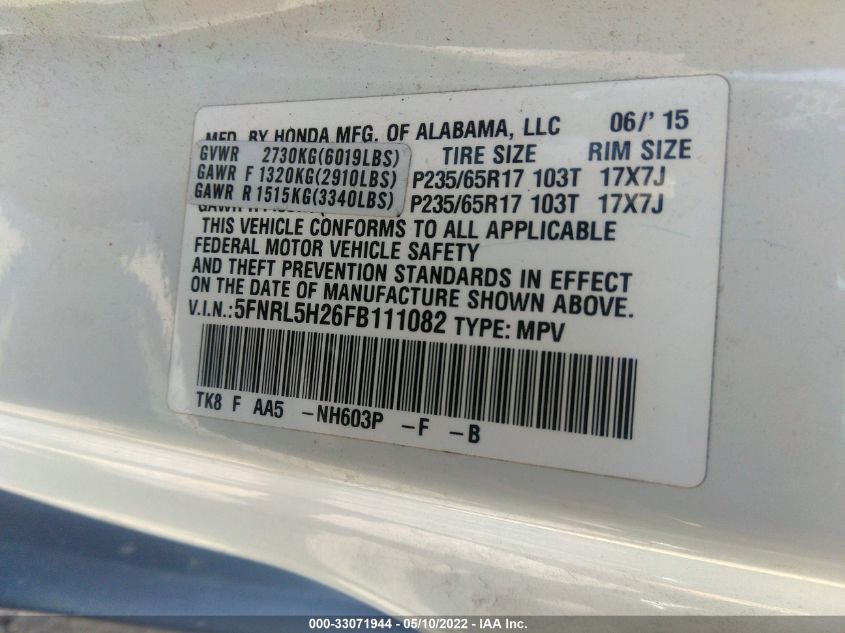 MFD. BY HONDA MFG. OF ALABAMA, LLC 06/' 15
GVWR 2730KG(6019LBS) TIRE SIZE RIM SIZE
GAWR F 1320KG(2910LBS) P235/65R17 103T 17X7J
GAWR R 1515KG(3340LBS) P235/65R17 103T 17X7J
THIS VEHICLE CONFORMS TO ALL APPLICABLE
FEDERAL MOTOR VEHICLE SAFETY
AND THEFT PREVENTION STANDARDS IN EFFECT
ON THE DATE OF MANUFACTURE SHOWN ABOVE.
V.I.N.:5FNRL5H26FB111082 TYPE: MPV
TK8 F AA5 -NH603P -F -B
000-33071944 - 05/10/2022 - IAA Inc.